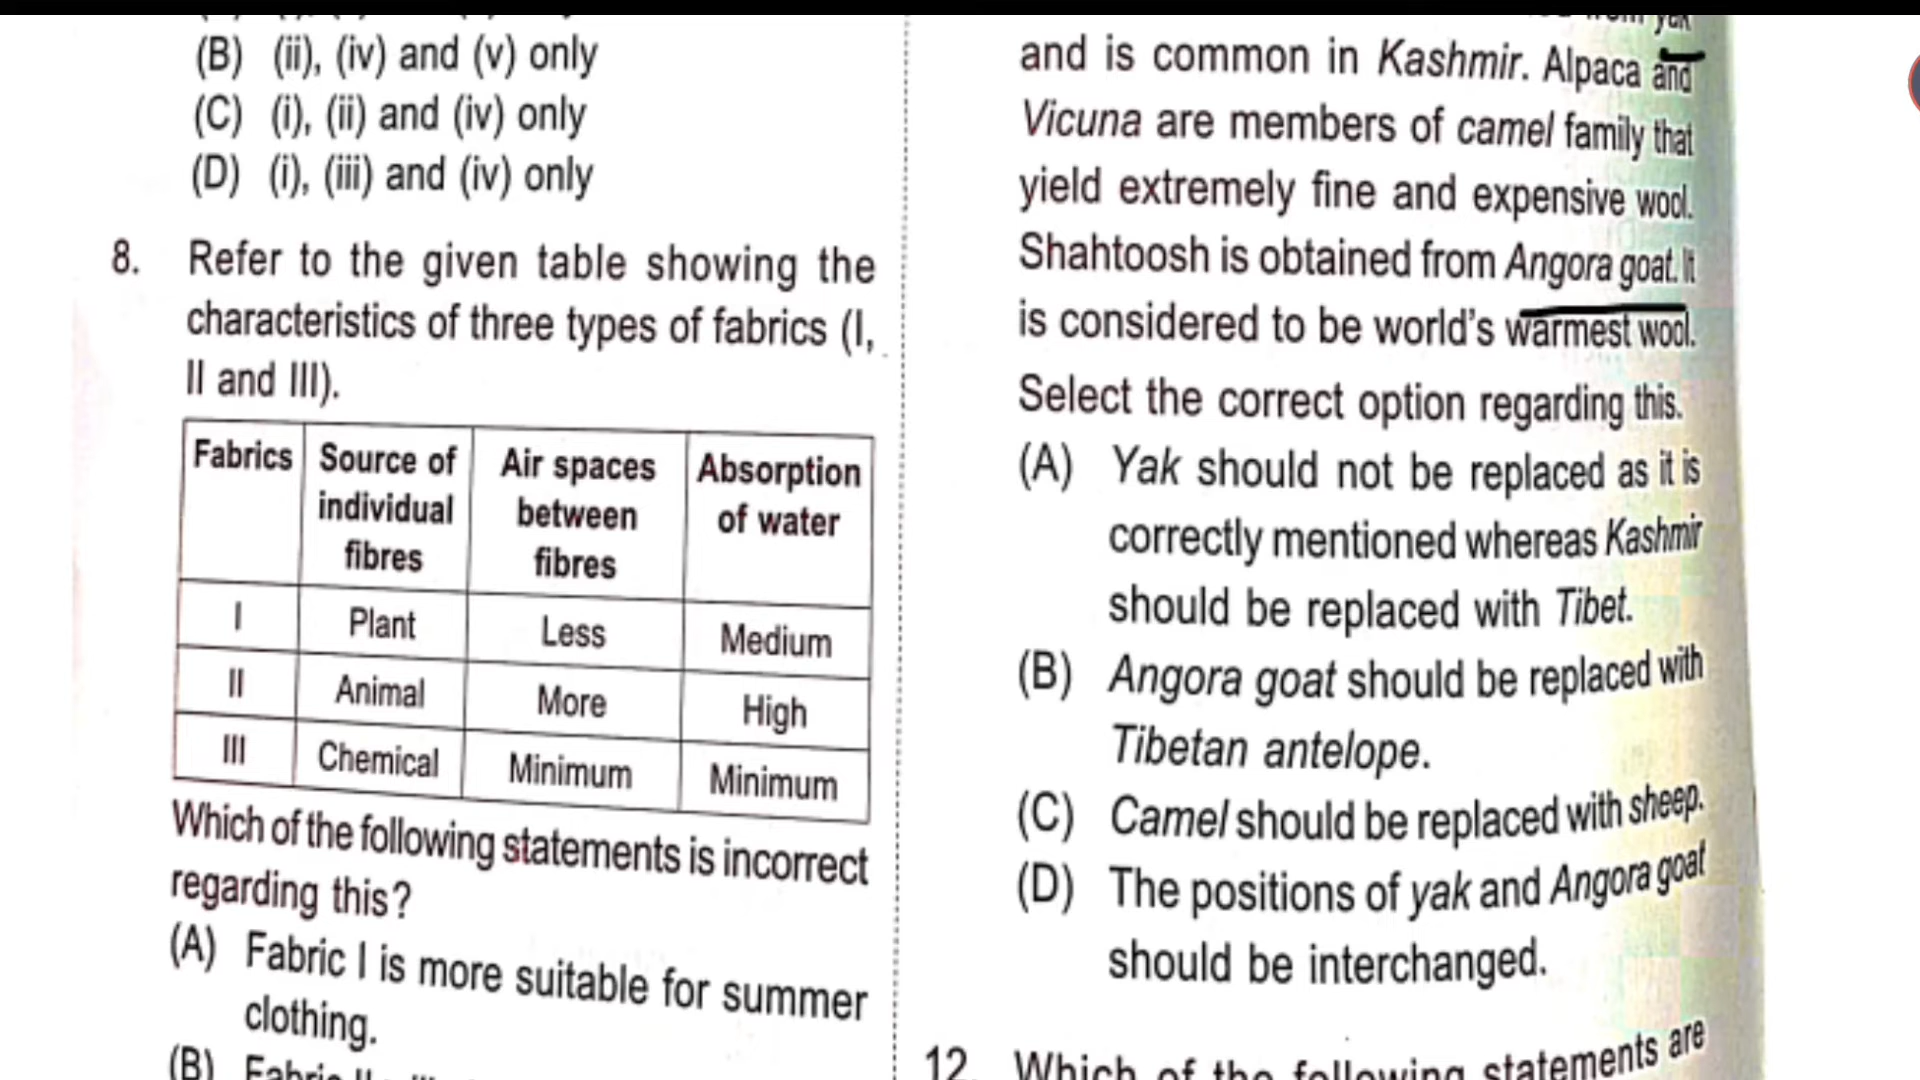 (B) (ii), (iv) and (v) only
(C) (i), (ii) and (iv) only
(D) (i), (iii) and (iv) only
8. Refer to the given table showing the
characteristics of three types of fabrics (I,
II and III).
Fabrics Source of individual fibres Air spaces between fibres Absorption of water
I Plant Less Medium
II Animal More High
III Chemical Minimum Minimum
Which of the following statements is incorrect
regarding this?
(A) Fabric I is more suitable for summer
clothing.
(B) Fabric II
from yak
and is common in Kashmir. Alpaca and
Vicuna are members of camel family that
yield extremely fine and expensive wool.
Shahtoosh is obtained from Angora goat. It
is considered to be world's warmest wool.
Select the correct option regarding this.
(A) Yak should not be replaced as it is
correctly mentioned whereas Kashmir
should be replaced with Tibet.
(B) Angora goat should be replaced with
Tibetan antelope.
(C) Camel should be replaced with sheep.
(D) The positions of yak and Angora goat
should be interchanged.
12. Which of the following statements are